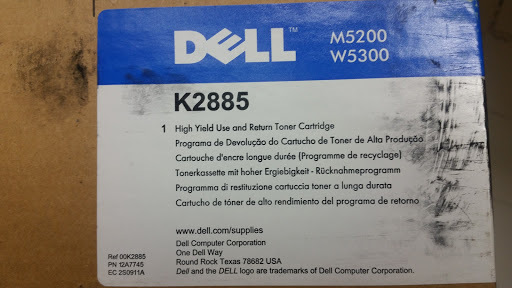 DELL™
M5200
W5300
K2885
1 High Yield Use and Return Toner Cartridge
Programa de Devolução do Cartucho de Toner de Alta Produção
Cartouche d'encre longue durée (Programme de recyclage)
Tonerkassette mit hoher Ergiebigkeit - Rücknahmeprogramm
Programma di restituzione cartuccia toner a lunga durata
Cartucho de tóner de alto rendimiento del programa de retorno
www.dell.com/supplies
Dell Computer Corporation
One Dell Way
Round Rock Texas 78682 USA
Dell and the DELL logo are trademarks of Dell Computer Corporation.
Ref 00K2885
PN 12A7745
EC 2S0911A